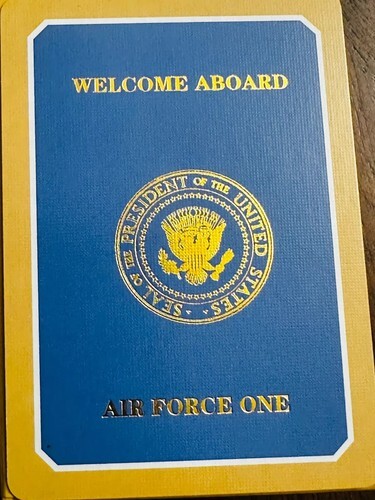 WELCOME ABOARD
SEAL OF THE PRESIDENT OF THE UNITED STATES
AIR FORCE ONE